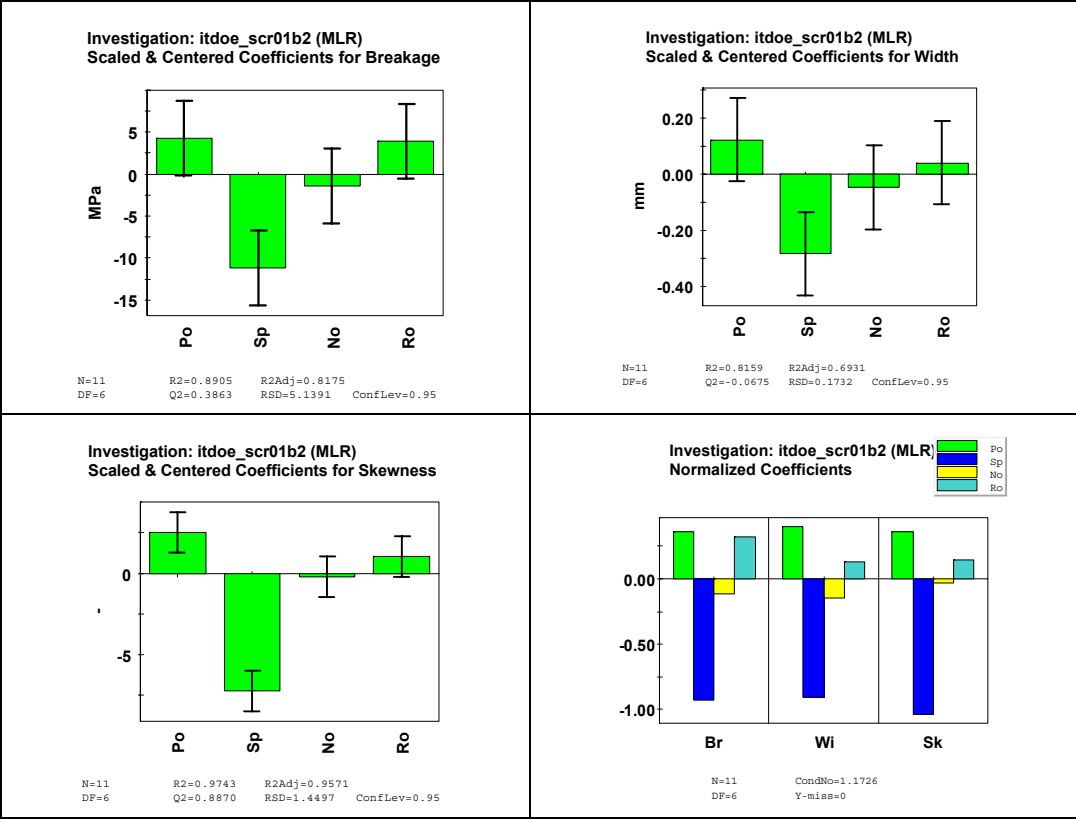 Investigation: itdoe_scr01b2 (MLR)
Scaled & Centered Coefficients for Breakage
5
0
-5
-10
-15
MPa
Po Sp No Ro
N=11 R2=0.8905 R2Adj=0.8175
DF=6 Q2=0.3863 RSD=5.1391 ConfLev=0.95
Investigation: itdoe_scr01b2 (MLR)
Scaled & Centered Coefficients for Width
0.20
0.00
-0.20
-0.40
mm
Po Sp No Ro
N=11 R2=0.8159 R2Adj=0.6931
DF=6 Q2=-0.0675 RSD=0.1732 ConfLev=0.95
Investigation: itdoe_scr01b2 (MLR)
Scaled & Centered Coefficients for Skewness
0
-5
-
Po Sp No Ro
N=11 R2=0.9743 R2Adj=0.9571
DF=6 Q2=0.8870 RSD=1.4497 ConfLev=0.95
Investigation: itdoe_scr01b2 (MLR)
Normalized Coefficients
Po
Sp
No
Ro
0.00
-0.50
-1.00
Br Wi Sk
N=11 CondNo=1.1726
DF=6 Y-miss=0